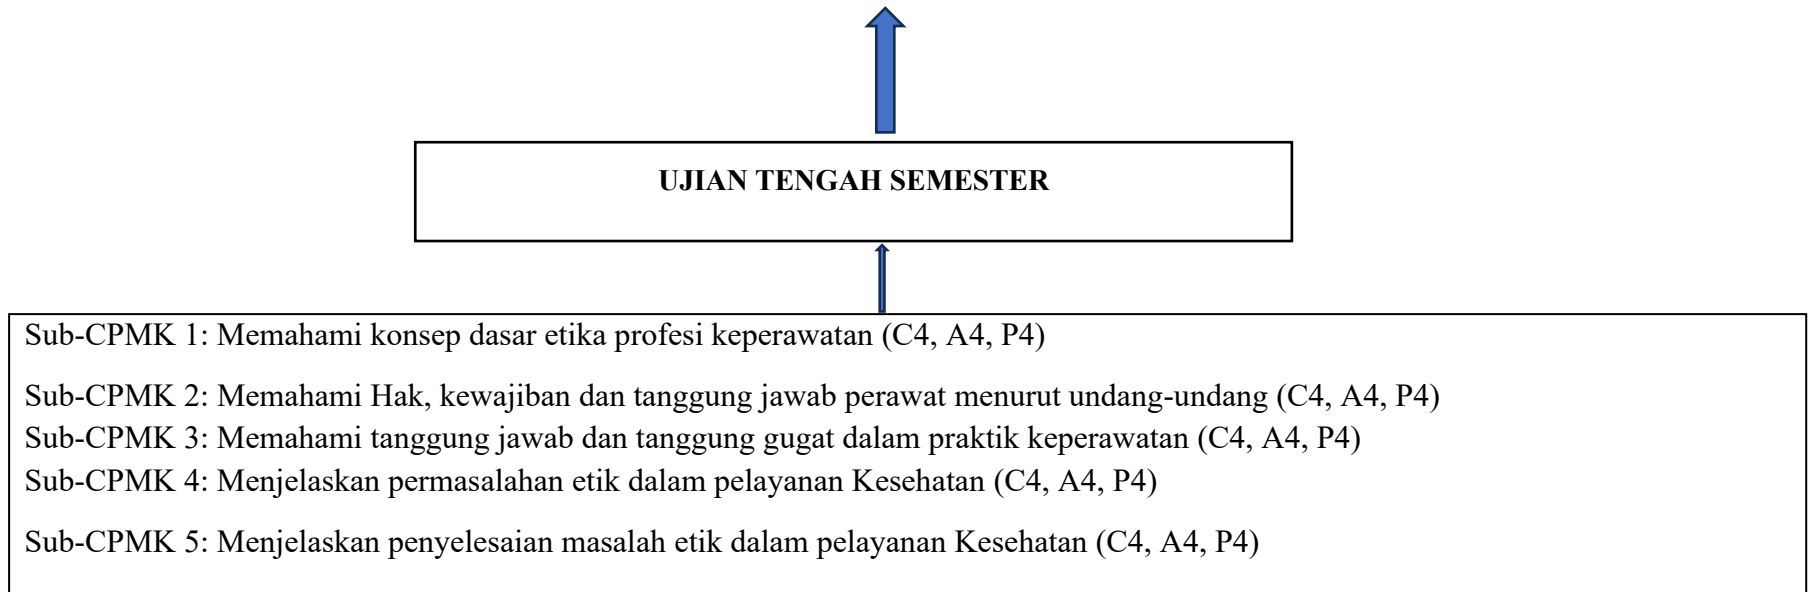 UJIAN TENGAH SEMESTER
Sub-CPMK 1: Memahami konsep dasar etika profesi keperawatan (C4, A4, P4)
Sub-CPMK 2: Memahami Hak, kewajiban dan tanggung jawab perawat menurut undang-undang (C4, A4, P4)
Sub-CPMK 3: Memahami tanggung jawab dan tanggung gugat dalam praktik keperawatan (C4, A4, P4)
Sub-CPMK 4: Menjelaskan permasalahan etik dalam pelayanan Kesehatan (C4, A4, P4)
Sub-CPMK 5: Menjelaskan penyelesaian masalah etik dalam pelayanan Kesehatan (C4, A4, P4)